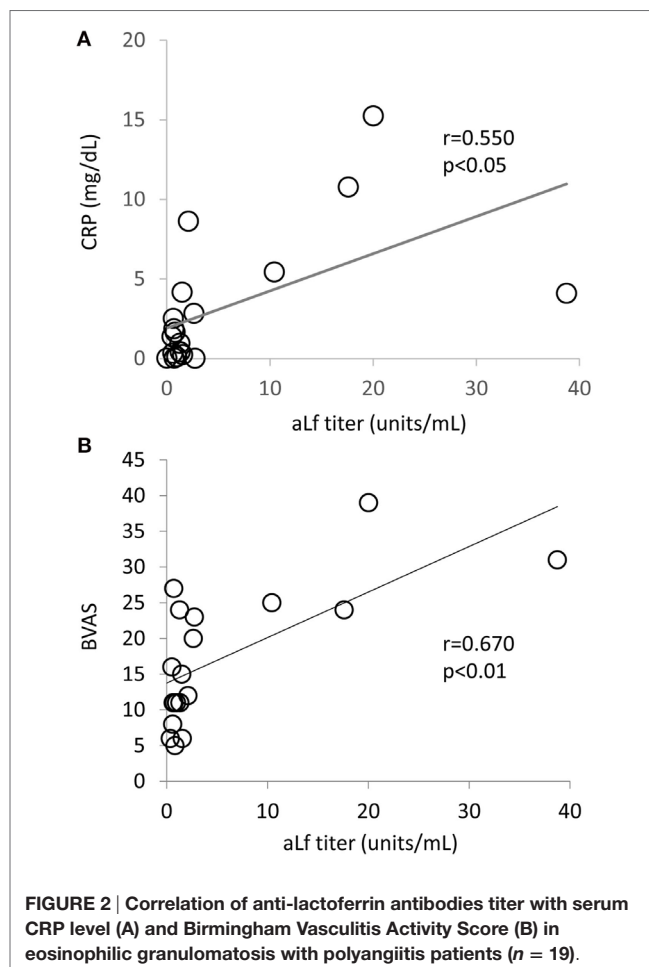 A
20
15
10
5
0
CRP (mg/dL)
r=0.550
p<0.05
0 10 20 30 40
aLf titer (units/mL)
B
45
40
35
30
25
20
15
10
5
0
BVAS
r=0.670
p<0.01
0 10 20 30 40
aLf titer (units/mL)
FIGURE 2 | Correlation of anti-lactoferrin antibodies titer with serum
CRP level (A) and Birmingham Vasculitis Activity Score (B) in
eosinophilic granulomatosis with polyangiitis patients (n = 19).